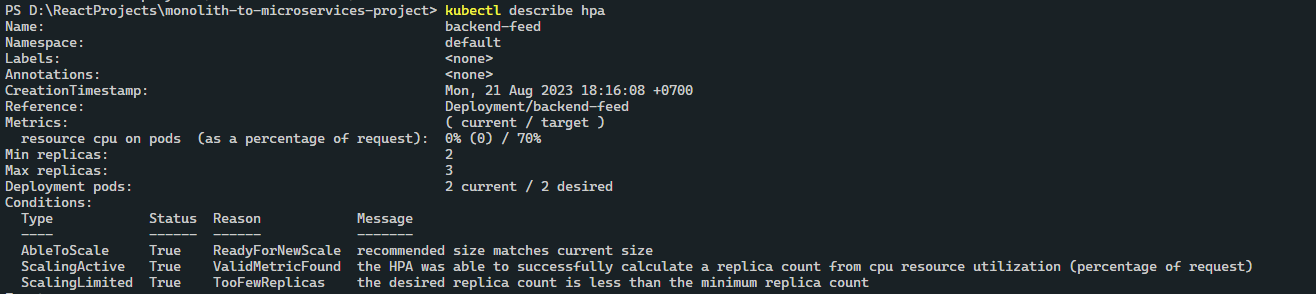 PS D:\ReactProjects\monolith-to-microservices-project> kubectl describe hpa
Name:                                                  backend-feed
Namespace:                                             default
Labels:                                                <none>
Annotations:                                           <none>
CreationTimestamp:                                     Mon, 21 Aug 2023 18:16:08 +0700
Reference:                                             Deployment/backend-feed
Metrics:                                               ( current / target )
  resource cpu on pods  (as a percentage of request):  0% (0) / 70%
Min replicas:                                          2
Max replicas:                                          3
Deployment pods:                                       2 current / 2 desired
Conditions:
  Type            Status  Reason            Message
  ----            ------  ------            -------
  AbleToScale     True    ReadyForNewScale  recommended size matches current size
  ScalingActive   True    ValidMetricFound  the HPA was able to successfully calculate a replica count from cpu resource utilization (percentage of request)
  ScalingLimited  True    TooFewReplicas    the desired replica count is less than the minimum replica count